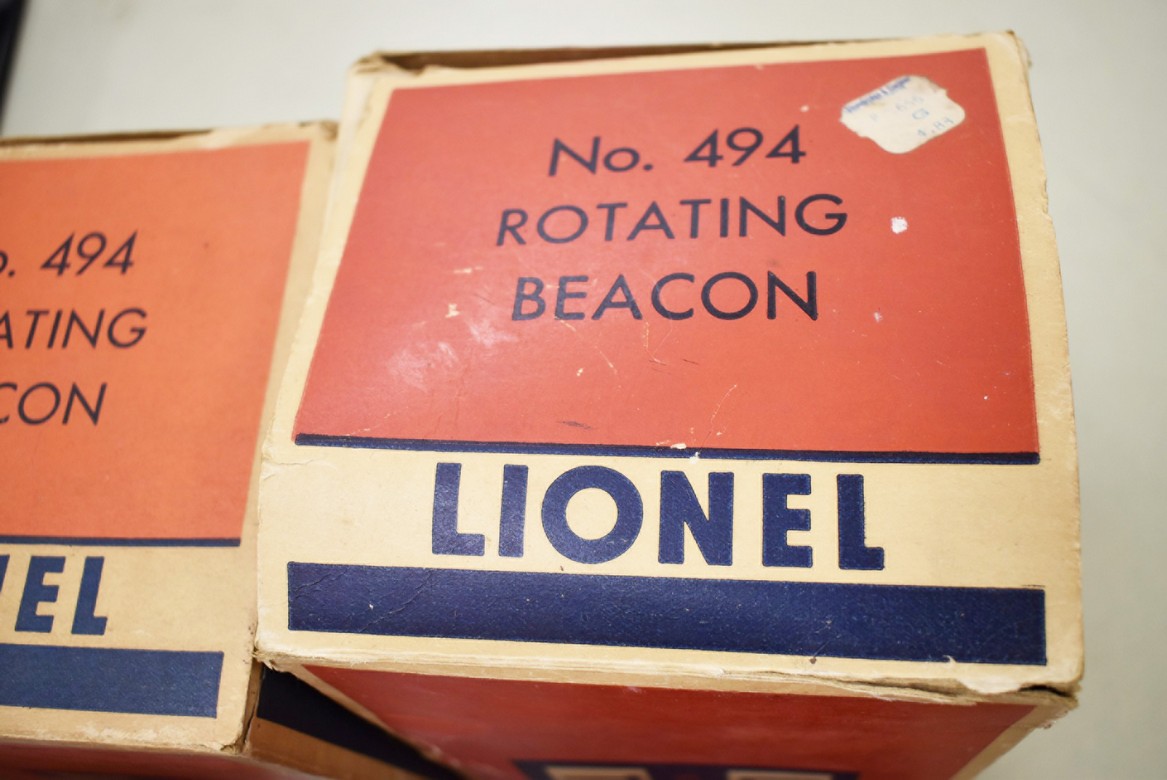 No. 494
ROTATING
BEACON
LIONEL
. 494
ATING
CON
EL